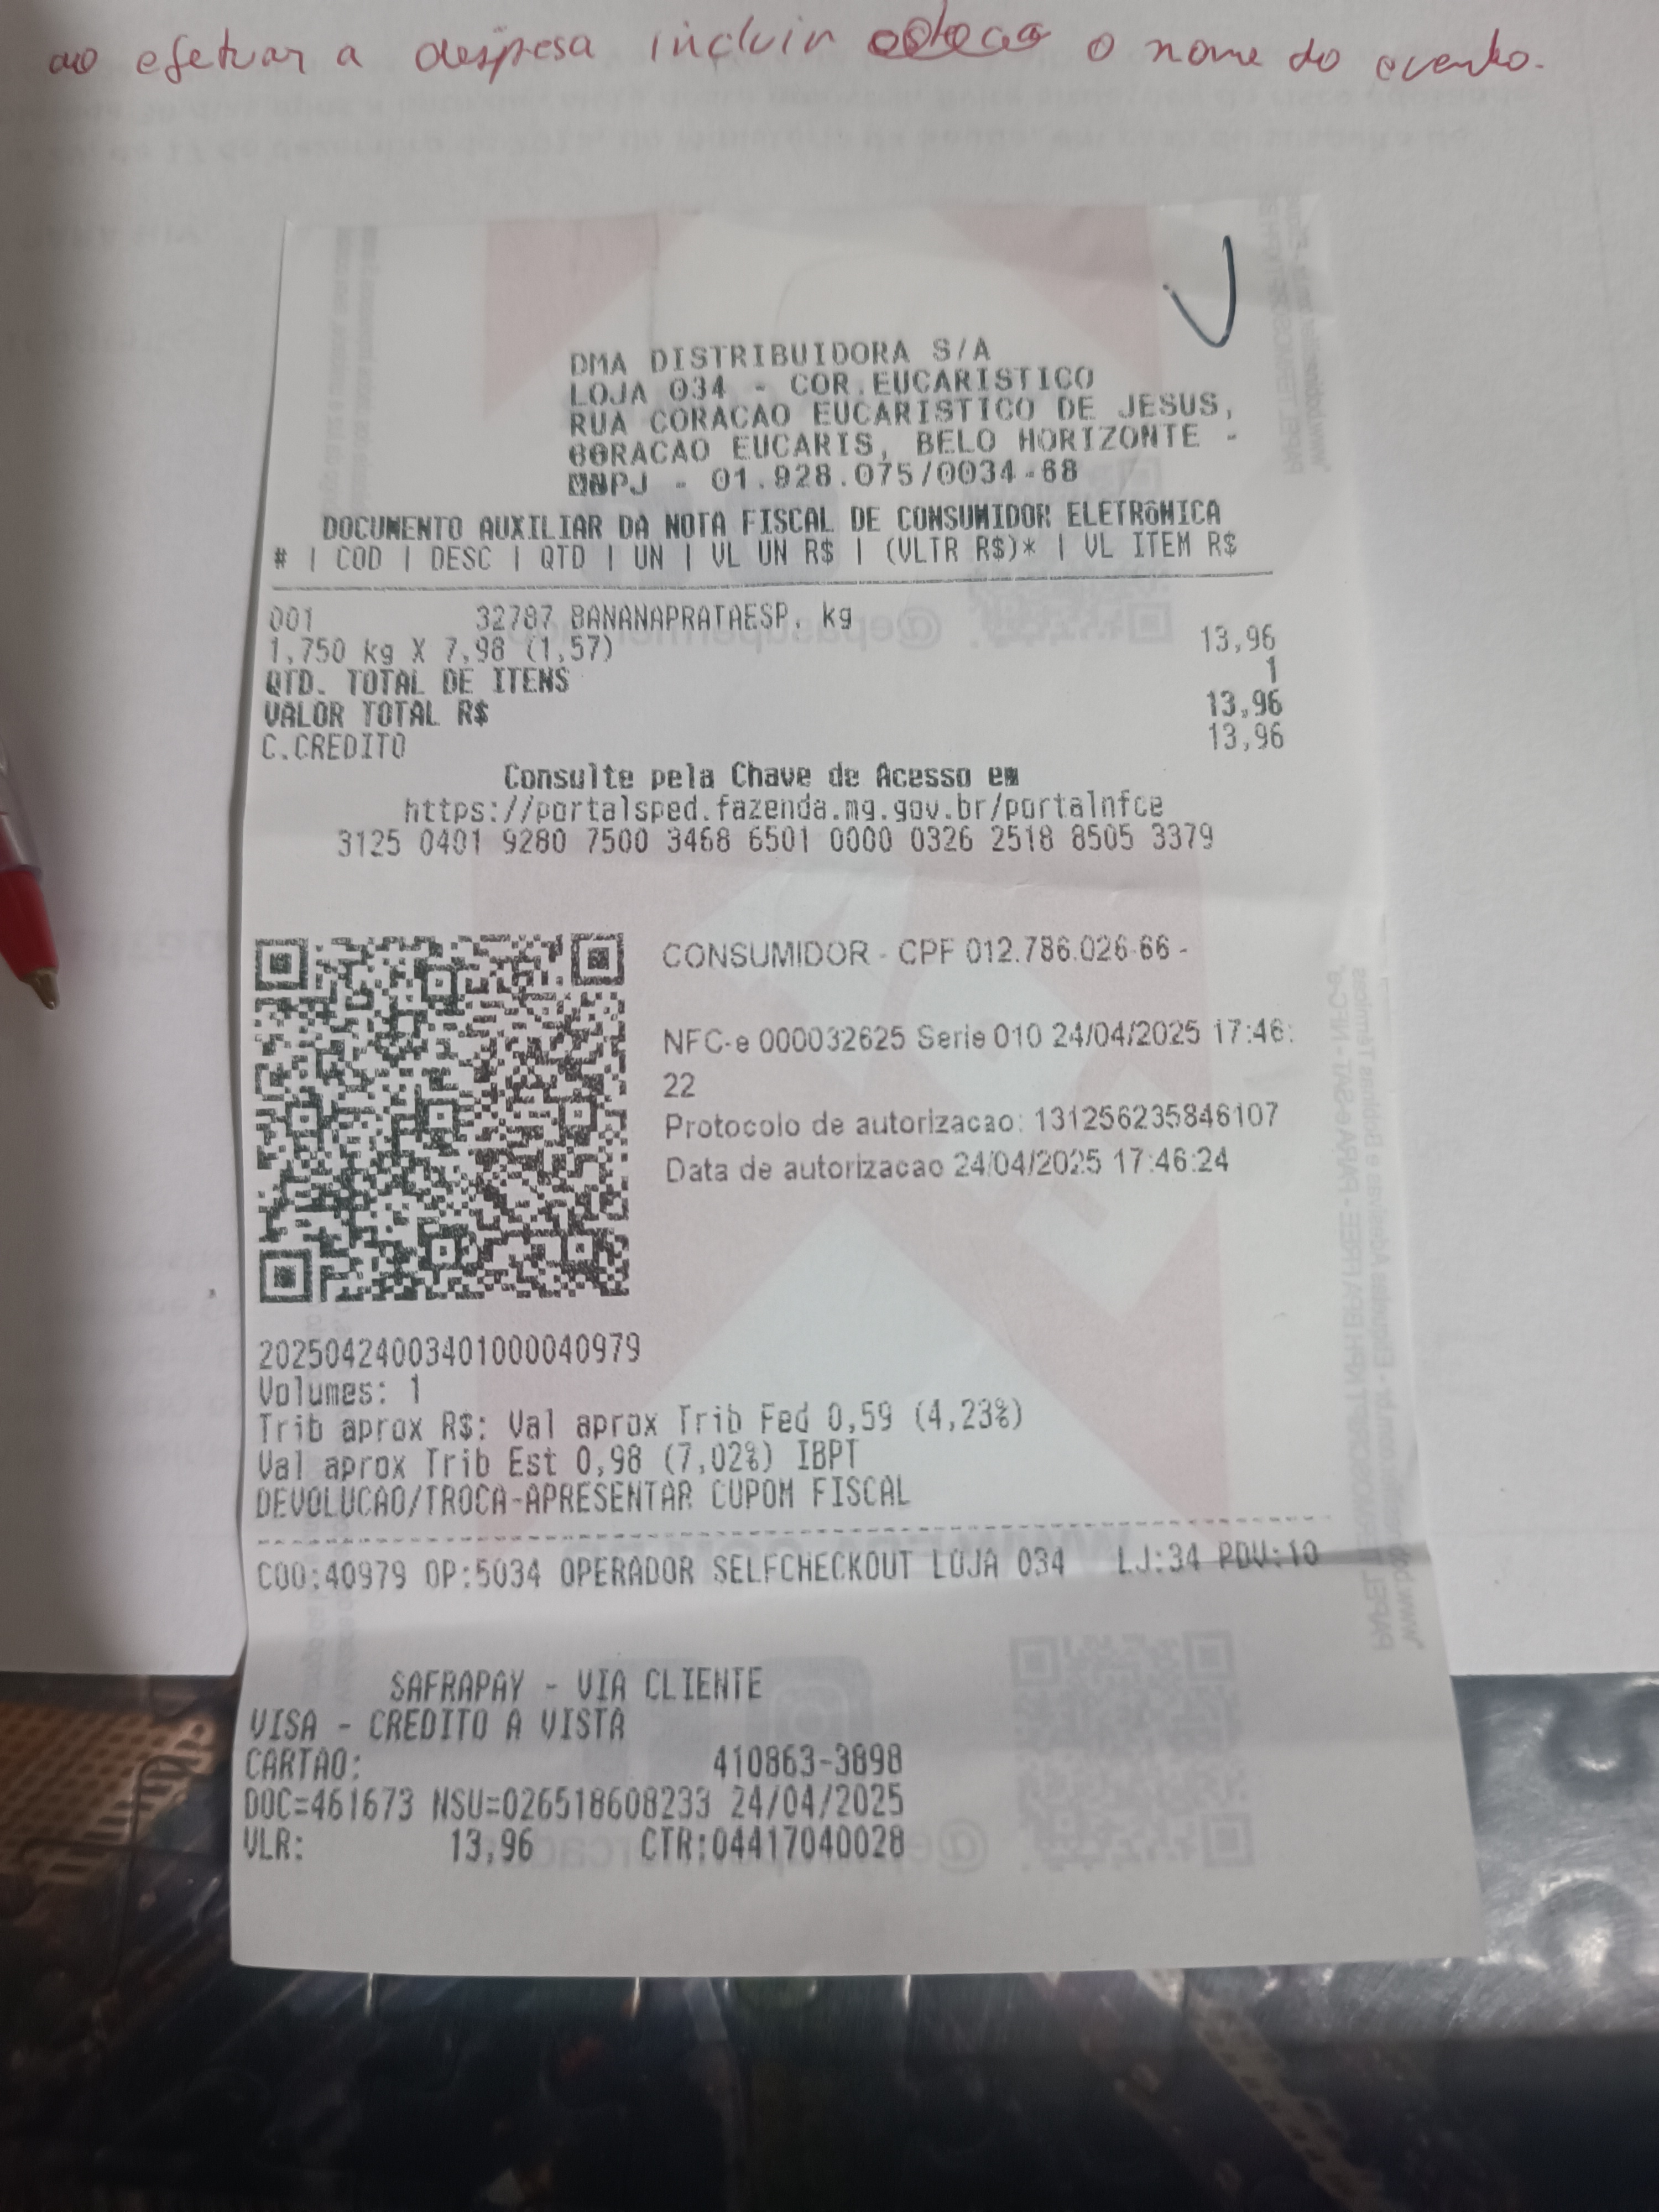 ao efetuar a despesa incluir o nome do evento.
DMA DISTRIBUIDORA S/A
LOJA 034 - COR.EUCARISTICO
RUA CORACAO EUCARISTICO DE JESUS,
CORACAO EUCARIS, BELO HORIZONTE -
CNPJ - 01.928.075/0034-68
DOCUMENTO AUXILIAR DA NOTA FISCAL DE CONSUMIDOR ELETRôNICA
# | COD | DESC | QTD | UN | VL UN R$ | (VLTR R$)* | VL ITEM R$
001 32787 BANANAPRATAESP. kg
1,750 kg X 7,98 (1,57) 13,96
QTD. TOTAL DE ITENS 1
VALOR TOTAL R$ 13,96
C.CREDITO 13,96
Consulte pela Chave de Acesso em
https://portalsped.fazenda.mg.gov.br/portalnfce
3125 0401 9280 7500 3468 6501 0000 0326 2518 8505 3379
CONSUMIDOR - CPF 012.786.026-66 -
NFC-e 000032625 Serie 010 24/04/2025 17:46:
22
Protocolo de autorizacao: 131256235846107
Data de autorizacao 24/04/2025 17:46:24
20250424003401000040979
Volumes: 1
Trib aprox R$: Val aprox Trib Fed 0,59 (4,23%)
Val aprox Trib Est 0,98 (7,02%) IBPT
DEVOLUCAO/TROCA-APRESENTAR CUPOM FISCAL
COO:40979 OP:5034 OPERADOR SELFCHECKOUT LOJA 034 LJ:34 PDV:10
SAFRAPAY - VIA CLIENTE
VISA - CREDITO A VISTA
CARTAO: 410863-3898
DOC=461673 NSU=026518608233 24/04/2025
VLR: 13,96 CTR:04417040028